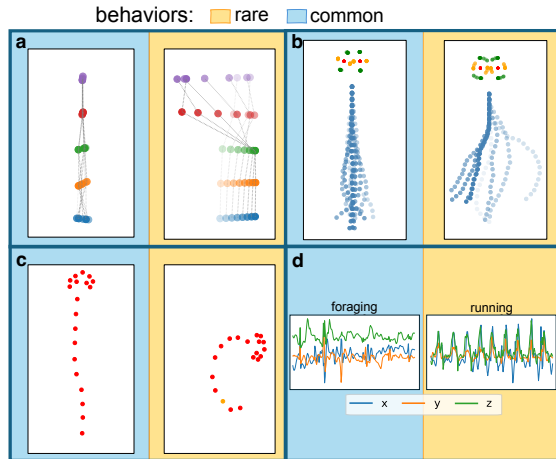 behaviors: rare common
a
b
c
d
foraging
running
x y z